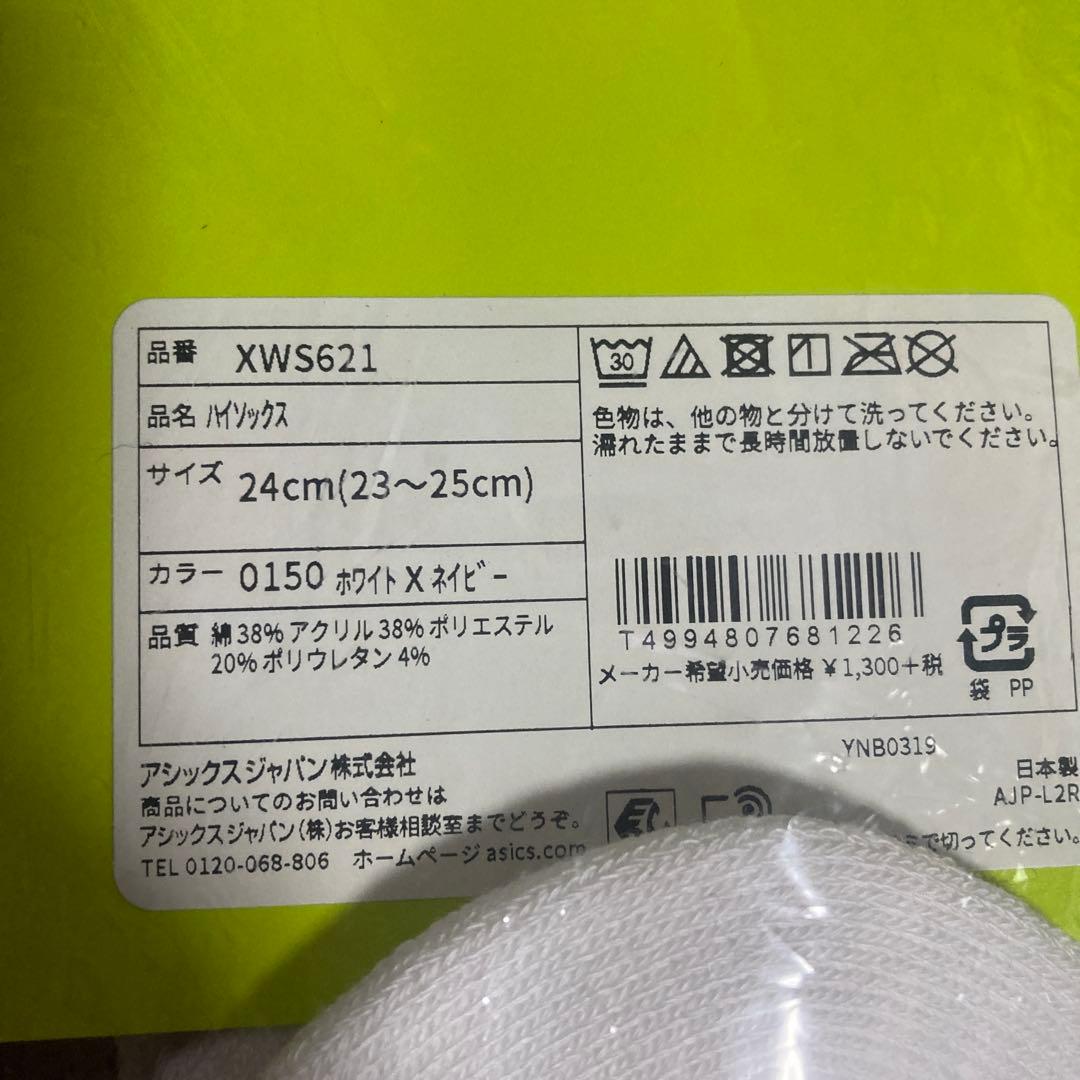 品番 XWS621
品名 ハイソックス
サイズ 24cm(23～25cm)
カラー 0150 ホワイト X ネイビー
品質 綿38% アクリル38% ポリエステル
20% ポリウレタン 4%
30
色物は、他の物と分けて洗ってください。
濡れたままで長時間放置しないでください。
T4994807681226
メーカー希望小売価格 ¥1,300+税
プラ
袋 PP
YNB0319
アシックスジャパン株式会社
商品についてのお問い合わせは
アシックスジャパン(株)お客様相談室までどうぞ。
TEL 0120-068-806 ホームページ asics.com
日本製
AJP-L2R
で切ってください。